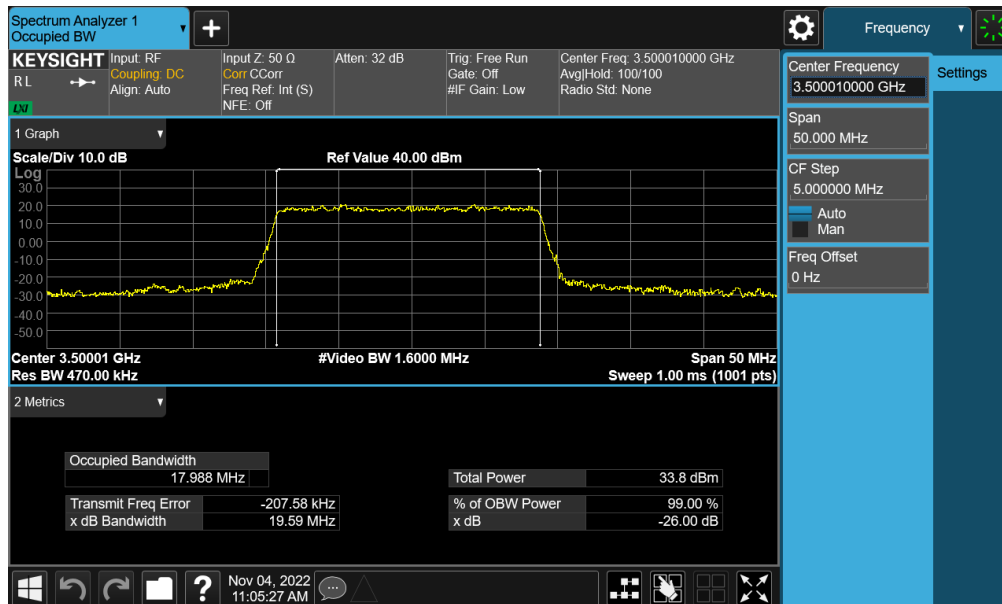 Spectrum Analyzer 1
Occupied BW
Frequency
KEYSIGHT
R L
LXI
Input: RF
Coupling: DC
Align: Auto
Input Z: 50 Ω
Corr CCorr
Freq Ref: Int (S)
NFE: Off
Atten: 32 dB
Trig: Free Run
Gate: Off
#IF Gain: Low
Center Freq: 3.500010000 GHz
Avg|Hold: 100/100
Radio Std: None
Center Frequency
3.500010000 GHz
Settings
Span
50.000 MHz
CF Step
5.000000 MHz
Auto
Man
Freq Offset
0 Hz
1 Graph
Scale/Div 10.0 dB
Ref Value 40.00 dBm
Log
30.0
20.0
10.0
0.00
-10.0
-20.0
-30.0
-40.0
-50.0
Center 3.50001 GHz
#Video BW 1.6000 MHz
Span 50 MHz
Res BW 470.00 kHz
Sweep 1.00 ms (1001 pts)
2 Metrics
Occupied Bandwidth
17.988 MHz
Total Power 33.8 dBm
Transmit Freq Error -207.58 kHz
% of OBW Power 99.00 %
x dB Bandwidth 19.59 MHz
x dB -26.00 dB
?
Nov 04, 2022
11:05:27 AM